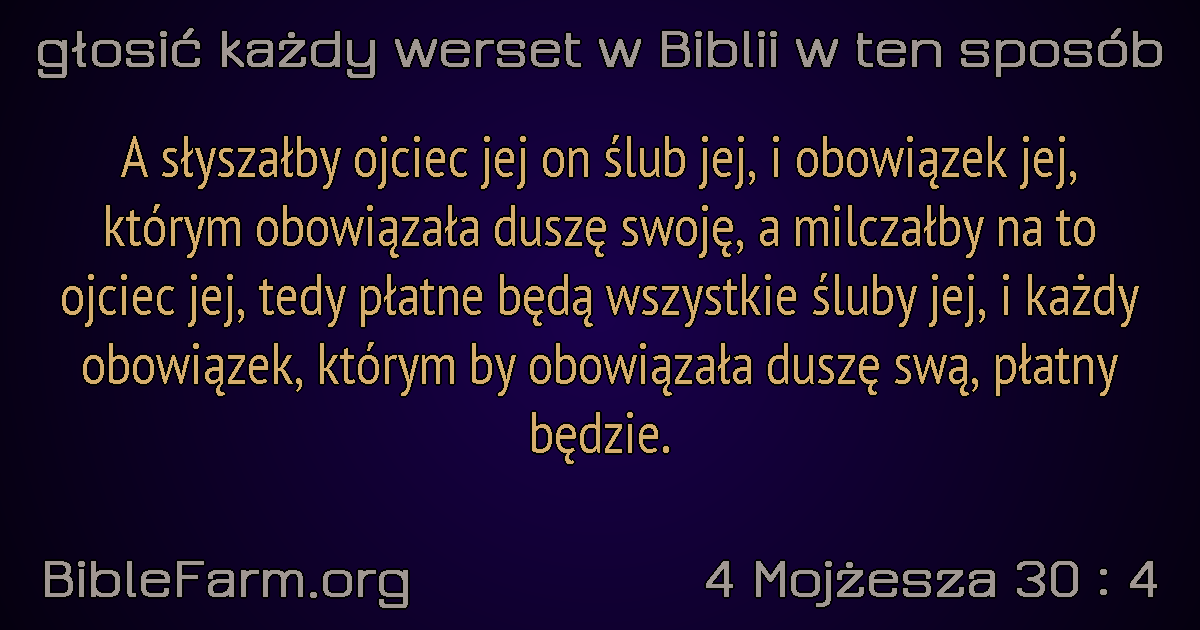 głosić każdy werset w Biblii w ten sposób
A słyszałby ojciec jej on ślub jej, i obowiązek jej,
którym obowiązała duszę swoję, a milczałby na to
ojciec jej, tedy płatne będą wszystkie śluby jej, i każdy
obowiązek, którym by obowiązała duszę swą, płatny
będzie.
BibleFarm.org
4 Mojżesza 30 : 4